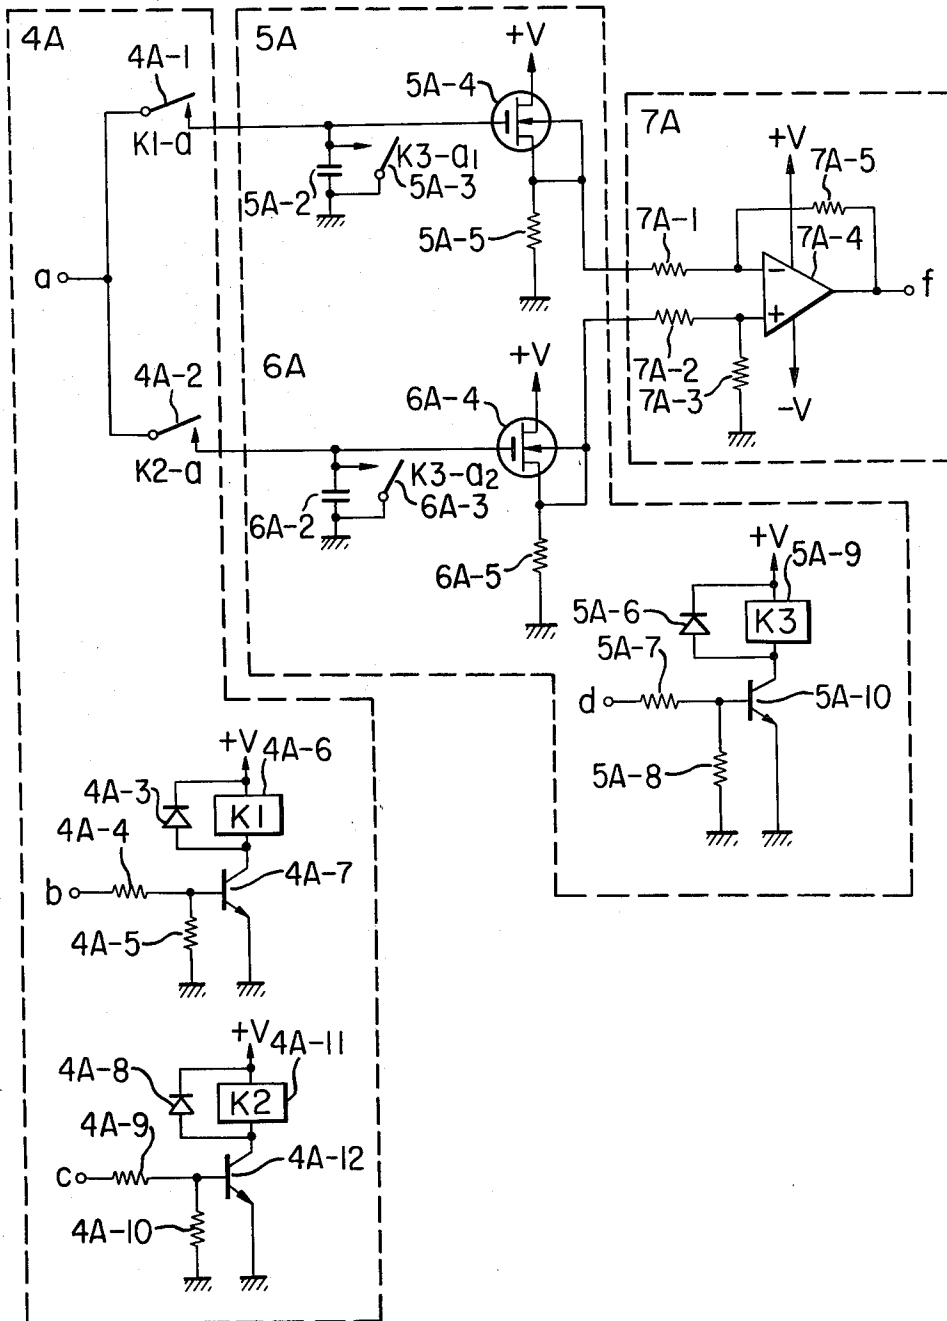 4A
4A-1
K1-a
a
4A-2
K2-a
5A
+V
5A-4
K3-a1
5A-3
5A-2
5A-5
6A
+V
6A-4
K3-a2
6A-3
6A-2
6A-5
7A
+V
7A-5
7A-1
7A-4
−
+
f
7A-2
7A-3
-V
+V
5A-9
5A-6
K3
5A-7
d
5A-10
5A-8
+V
4A-6
4A-3
K1
4A-4
4A-7
b
4A-5
+V
4A-11
4A-8
K2
4A-9
4A-12
c
4A-10